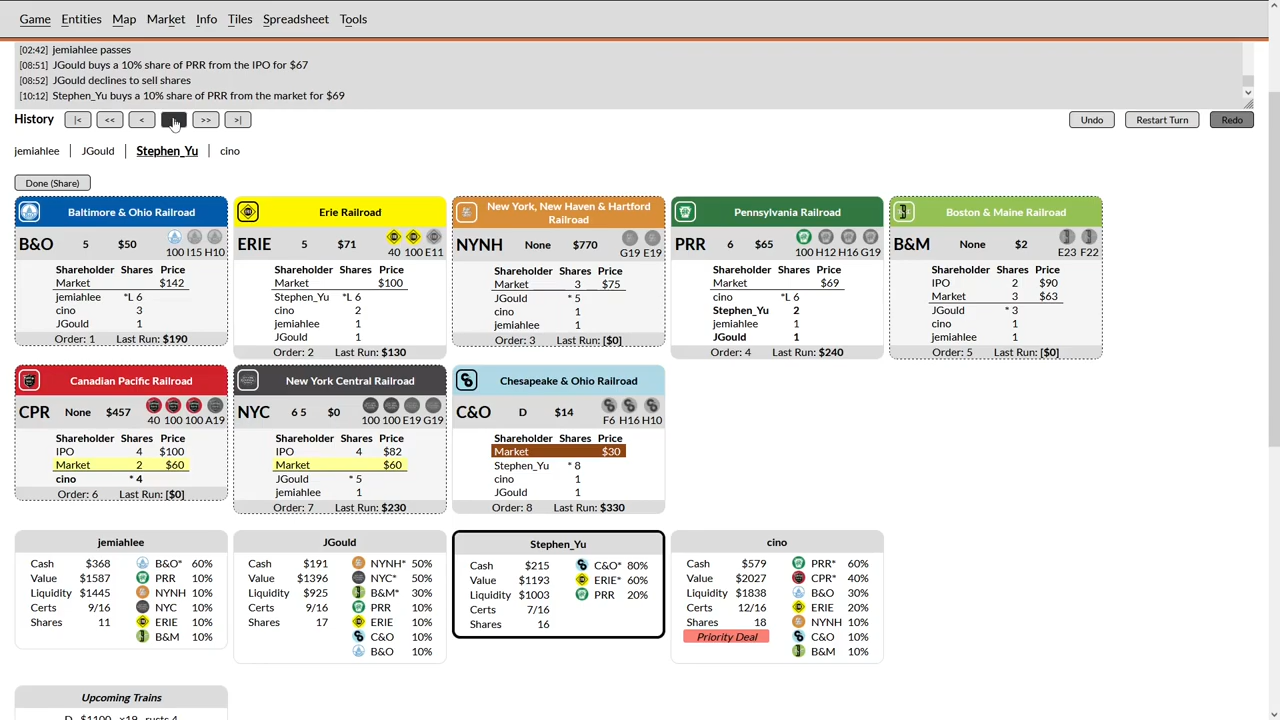 Game Entities Map Market Info Tiles Spreadsheet Tools
[02:42] jemiahlee passes
[08:51] JGould buys a 10% share of PRR from the IPO for $67
[08:52] JGould declines to sell shares
[10:12] Stephen_Yu buys a 10% share of PRR from the market for $69
History |< << < >> >| Undo Restart Turn Redo
jemiahlee JGould Stephen_Yu cino
Done (Share)
Baltimore & Ohio Railroad
B&O 5 $50
100 I15 H10
Shareholder Shares Price
Market $142
jemiahlee *L 6
cino 3
JGould 1
Order: 1 Last Run: $190
Erie Railroad
ERIE 5 $71
40 100 E11
Shareholder Shares Price
Market $100
Stephen_Yu *L 6
cino 2
jemiahlee 1
JGould 1
Order: 2 Last Run: $130
New York, New Haven & Hartford
Railroad
NYNH None $770
G19 E19
Shareholder Shares Price
Market 3 $75
JGould * 5
cino 1
jemiahlee 1
Order: 3 Last Run: [$0]
Pennsylvania Railroad
PRR 6 $65
100 H12 H16 G19
Shareholder Shares Price
Market $69
cino *L 6
Stephen_Yu 2
jemiahlee 1
JGould 1
Order: 4 Last Run: $240
Boston & Maine Railroad
B&M None $2
E23 F22
Shareholder Shares Price
IPO 2 $90
Market 3 $63
JGould * 3
cino 1
jemiahlee 1
Order: 5 Last Run: [$0]
Canadian Pacific Railroad
CPR None $457
40 100 100 A19
Shareholder Shares Price
IPO 4 $100
Market 2 $60
cino * 4
Order: 6 Last Run: [$0]
New York Central Railroad
NYC 6 5 $0
100 100 E19 G19
Shareholder Shares Price
IPO 4 $82
Market $60
JGould * 5
jemiahlee 1
Order: 7 Last Run: $230
Chesapeake & Ohio Railroad
C&O D $14
F6 H16 H10
Shareholder Shares Price
Market $30
Stephen_Yu * 8
cino 1
JGould 1
Order: 8 Last Run: $330
jemiahlee
Cash $368 B&O* 60%
Value $1587 PRR 10%
Liquidity $1445 NYNH 10%
Certs 9/16 NYC 10%
Shares 11 ERIE 10%
B&M 10%
JGould
Cash $191 NYNH* 50%
Value $1396 NYC* 50%
Liquidity $925 B&M* 30%
Certs 9/16 PRR 10%
Shares 17 ERIE 10%
C&O 10%
B&O 10%
Stephen_Yu
Cash $215 C&O* 80%
Value $1193 ERIE* 60%
Liquidity $1003 PRR 20%
Certs 7/16
Shares 16
cino
Cash $579 PRR* 60%
Value $2027 CPR* 40%
Liquidity $1838 B&O 30%
Certs 12/16 ERIE 20%
Shares 18 NYNH 10%
Priority Deal C&O 10%
B&M 10%
Upcoming Trains
D $1100 x19 rusts 4